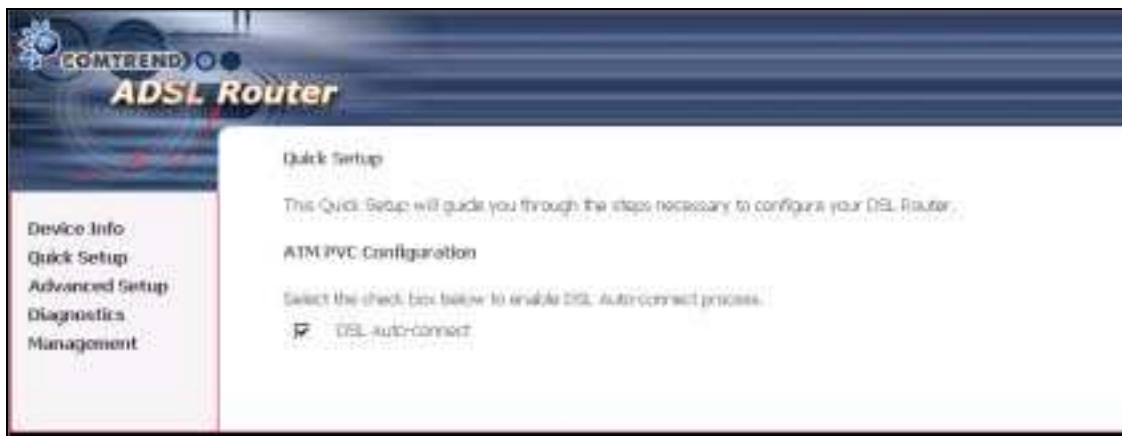 COMTREND
ADSL Router
Device Info
Quick Setup
Advanced Setup
Diagnostics
Management
Quick Setup
This Quick Setup will guide you through the steps necessary to configure your DSL Router.
ATM PVC Configuration
Select the check box below to enable DSL Auto-connect process.
DSL Auto-connect